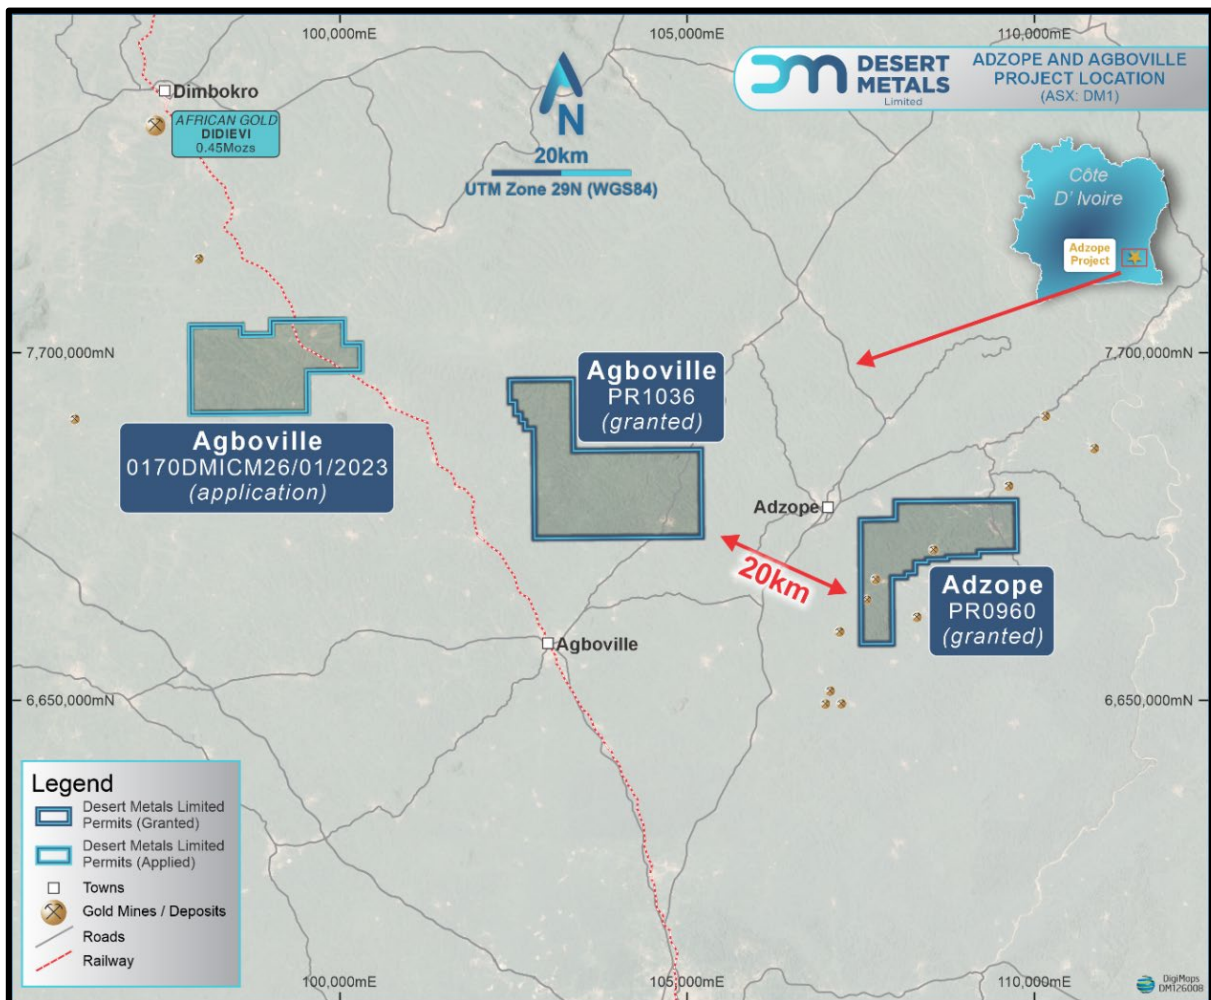 100,000mE
105,000mE
110,000mE
DM DESERT
METALS
Limited
ADZOPE AND AGBOVILLE
PROJECT LOCATION
(ASX: DM1)
Dimbokro
AFRICAN GOLD
DIDIEVI
0.45Mozs
N
20km
UTM Zone 29N (WGS84)
Côte
D' Ivoire
Adzope
Project
7,700,000mN
7,700,000mN
Agboville
PR1036
(granted)
Agboville
0170DMICM26/01/2023
(application)
Adzope
20km
Adzope
PR0960
(granted)
Agboville
6,650,000mN
6,650,000mN
Legend
Desert Metals Limited
Permits (Granted)
Desert Metals Limited
Permits (Applied)
Towns
Gold Mines / Deposits
Roads
Railway
100,000mE
105,000mE
110,000mE
DigiMaps
DM126008